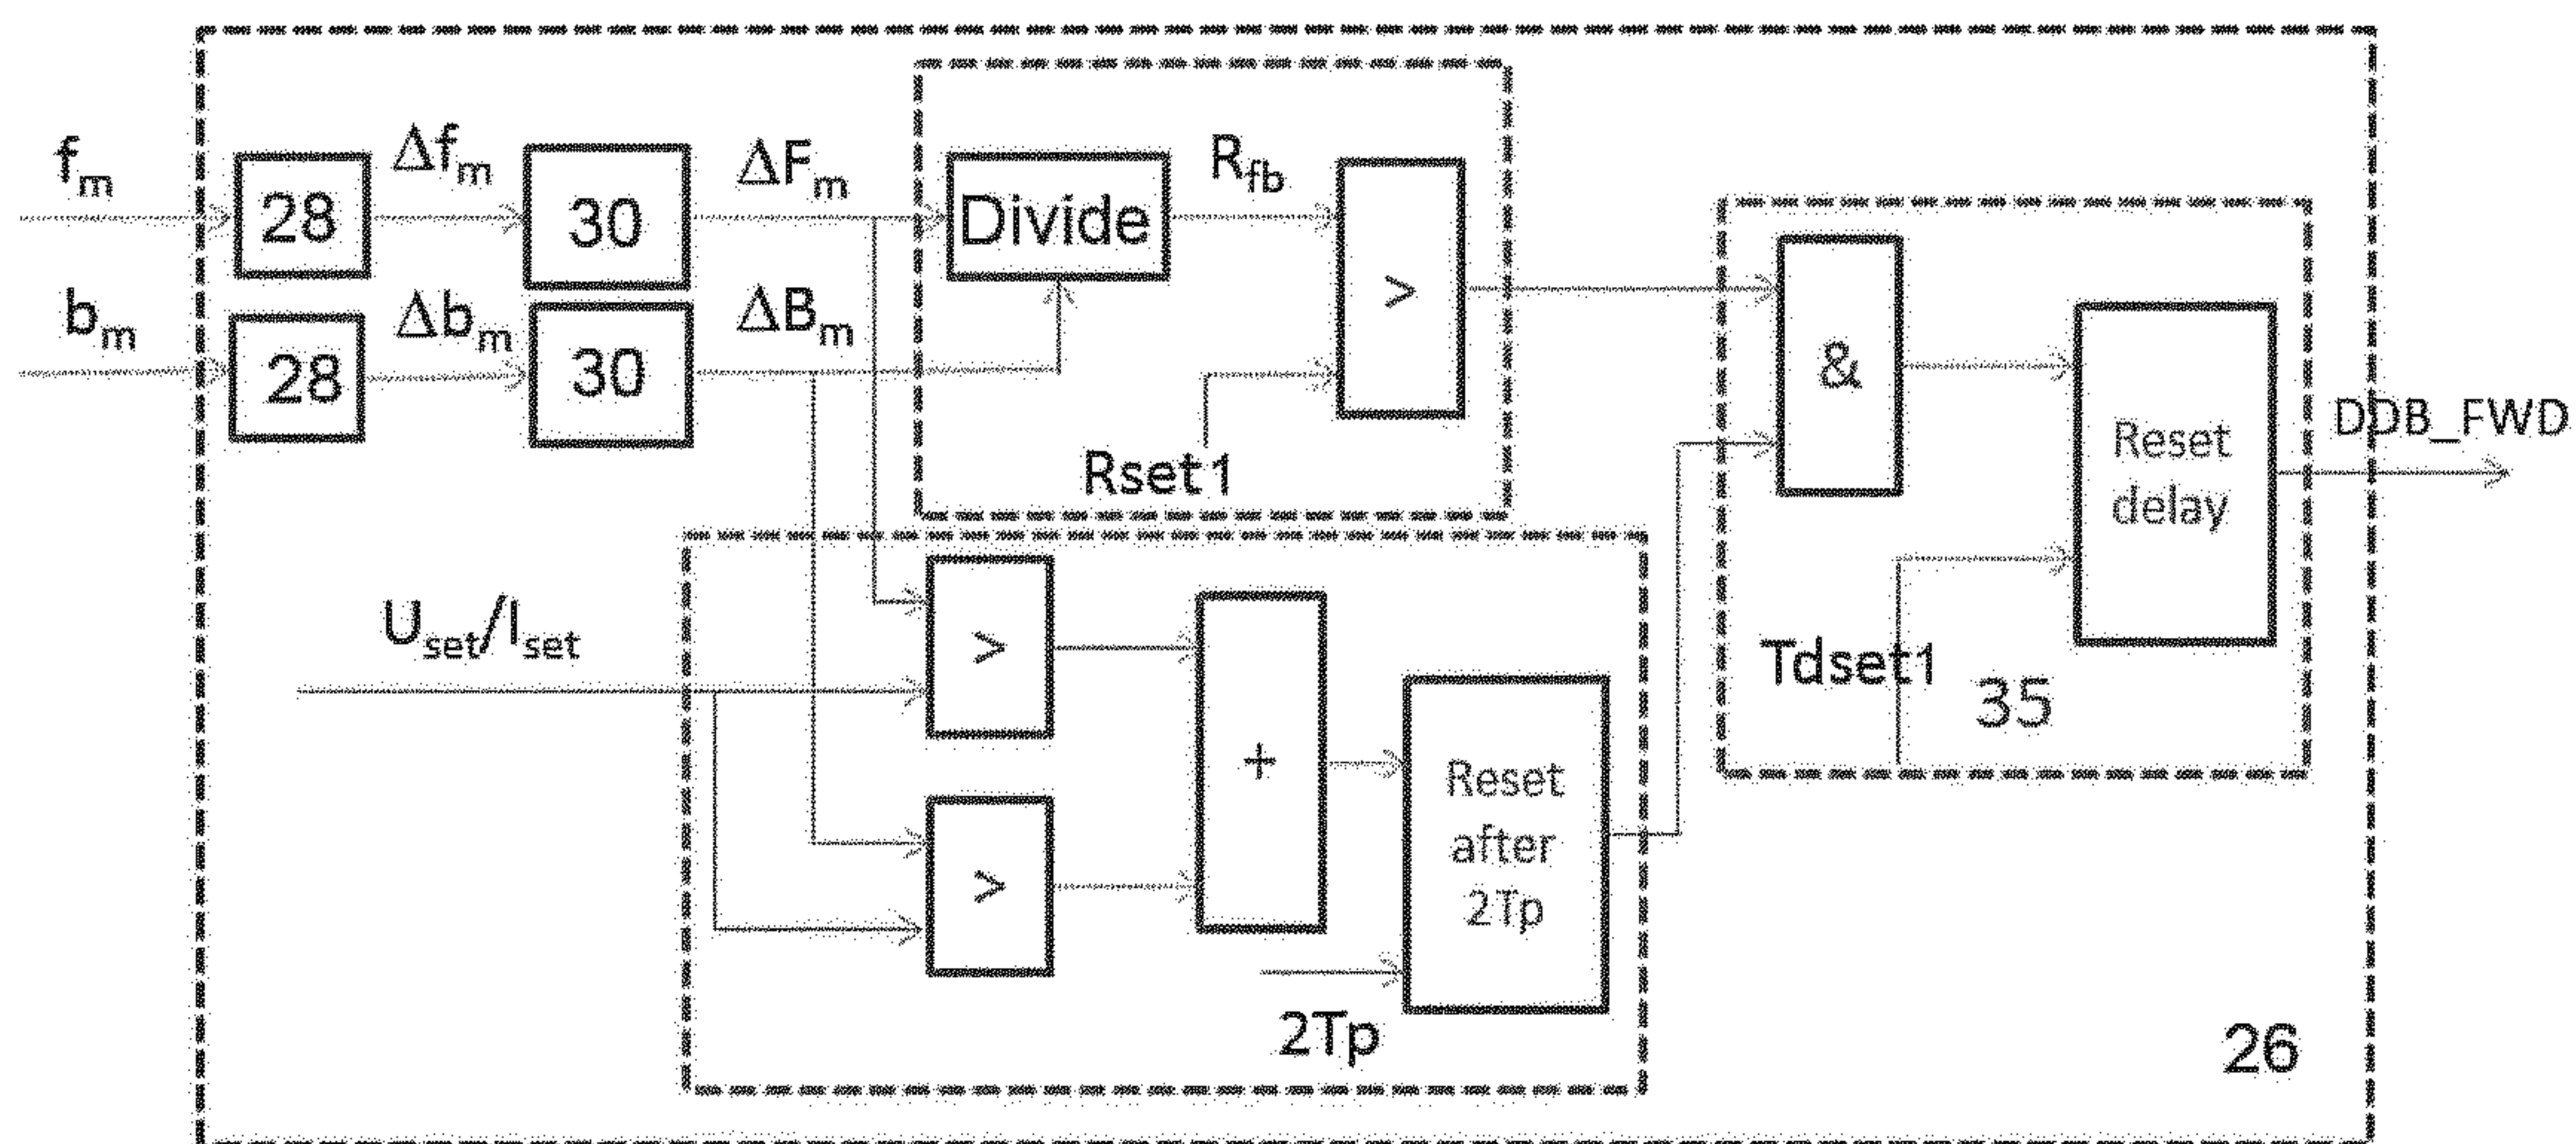 fm
28
Δfm
30
ΔFm
Divide
Rfb
>
bm
28
Δbm
30
ΔBm
Rset1
&
Reset
delay
DDB_FWD
Uset/Iset
>
>
+
Reset
after
2Tp
2Tp
Tdset1
35
26